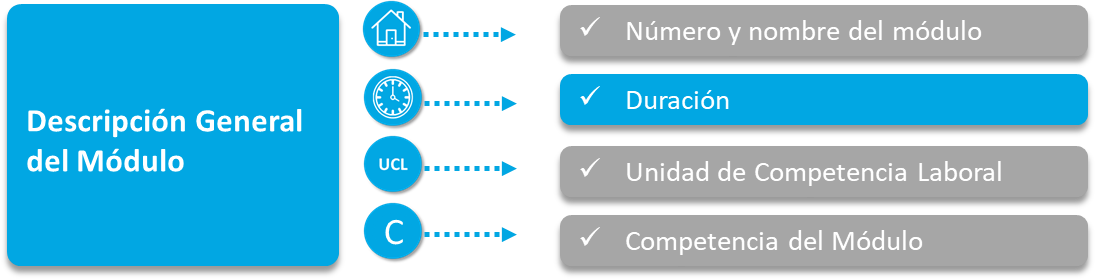 Descripción General
del Módulo
Número y nombre del módulo
Duración
UCL
Unidad de Competencia Laboral
C
Competencia del Módulo